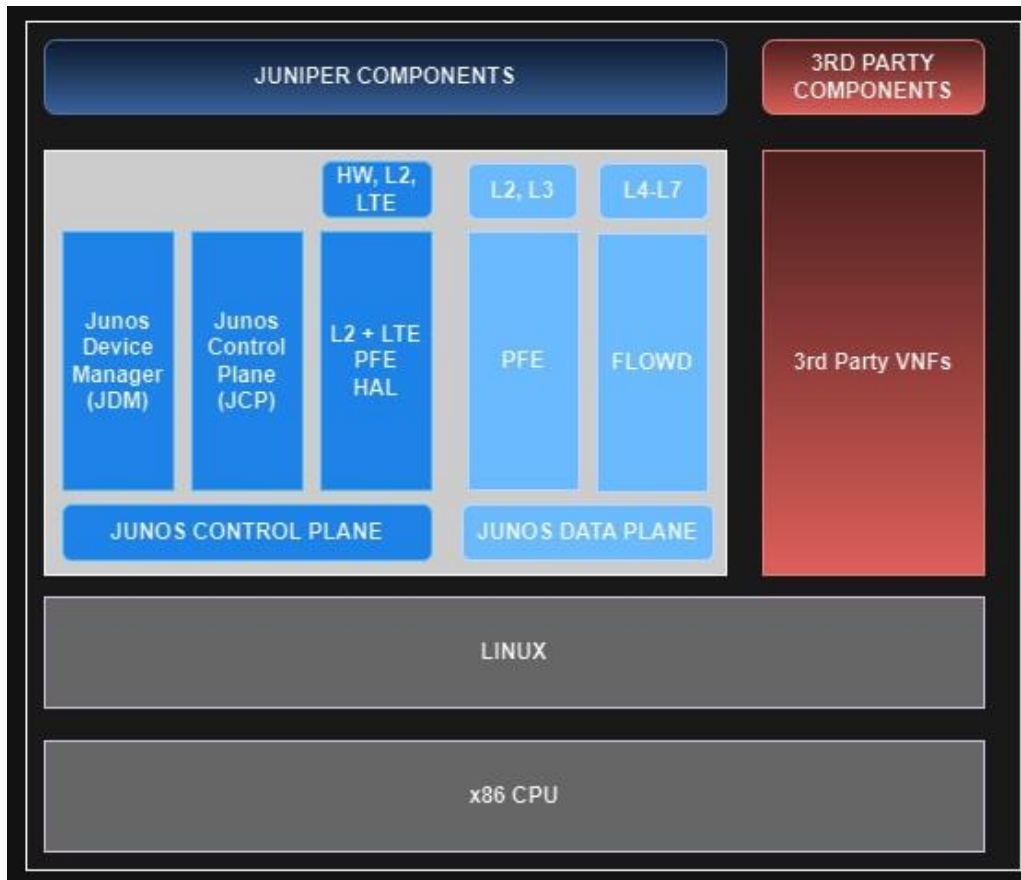 JUNIPER COMPONENTS
3RD PARTY
COMPONENTS
HW, L2,
LTE
L2, L3
L4-L7
Junos
Device
Manager
(JDM)
Junos
Control
Plane
(JCP)
L2 + LTE
PFE
HAL
PFE
FLOWD
3rd Party VNFs
JUNOS CONTROL PLANE
JUNOS DATA PLANE
LINUX
x86 CPU